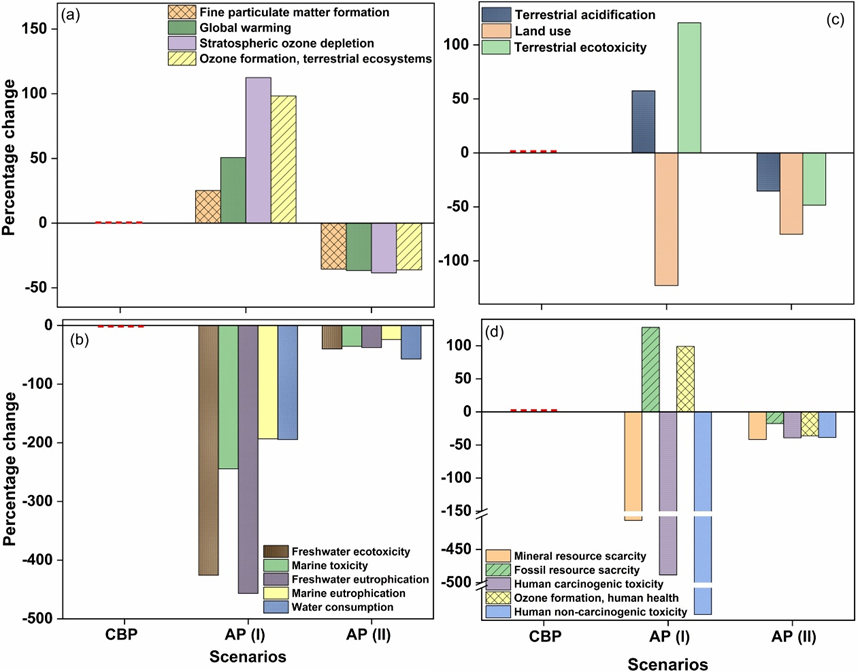 (a)
Fine particulate matter formation
Global warming
Stratospheric ozone depletion
Ozone formation, terrestrial ecosystems
150
100
50
0
-50
Percentage change
(c)
Terrestrial acidification
Land use
Terrestrial ecotoxicity
100
50
0
-50
-100
(b)
0
-100
-200
-300
-400
-500
Percentage change
Freshwater ecotoxicity
Marine toxicity
Freshwater eutrophication
Marine eutrophication
Water consumption
CBP AP (I) AP (II)
Scenarios
(d)
100
50
0
-50
-100
-150
-450
-500
Mineral resource scarcity
Fossil resource sacrcity
Human carcinogenic toxicity
Ozone formation, human health
Human non-carcinogenic toxicity
CBP AP (I) AP (II)
Scenarios